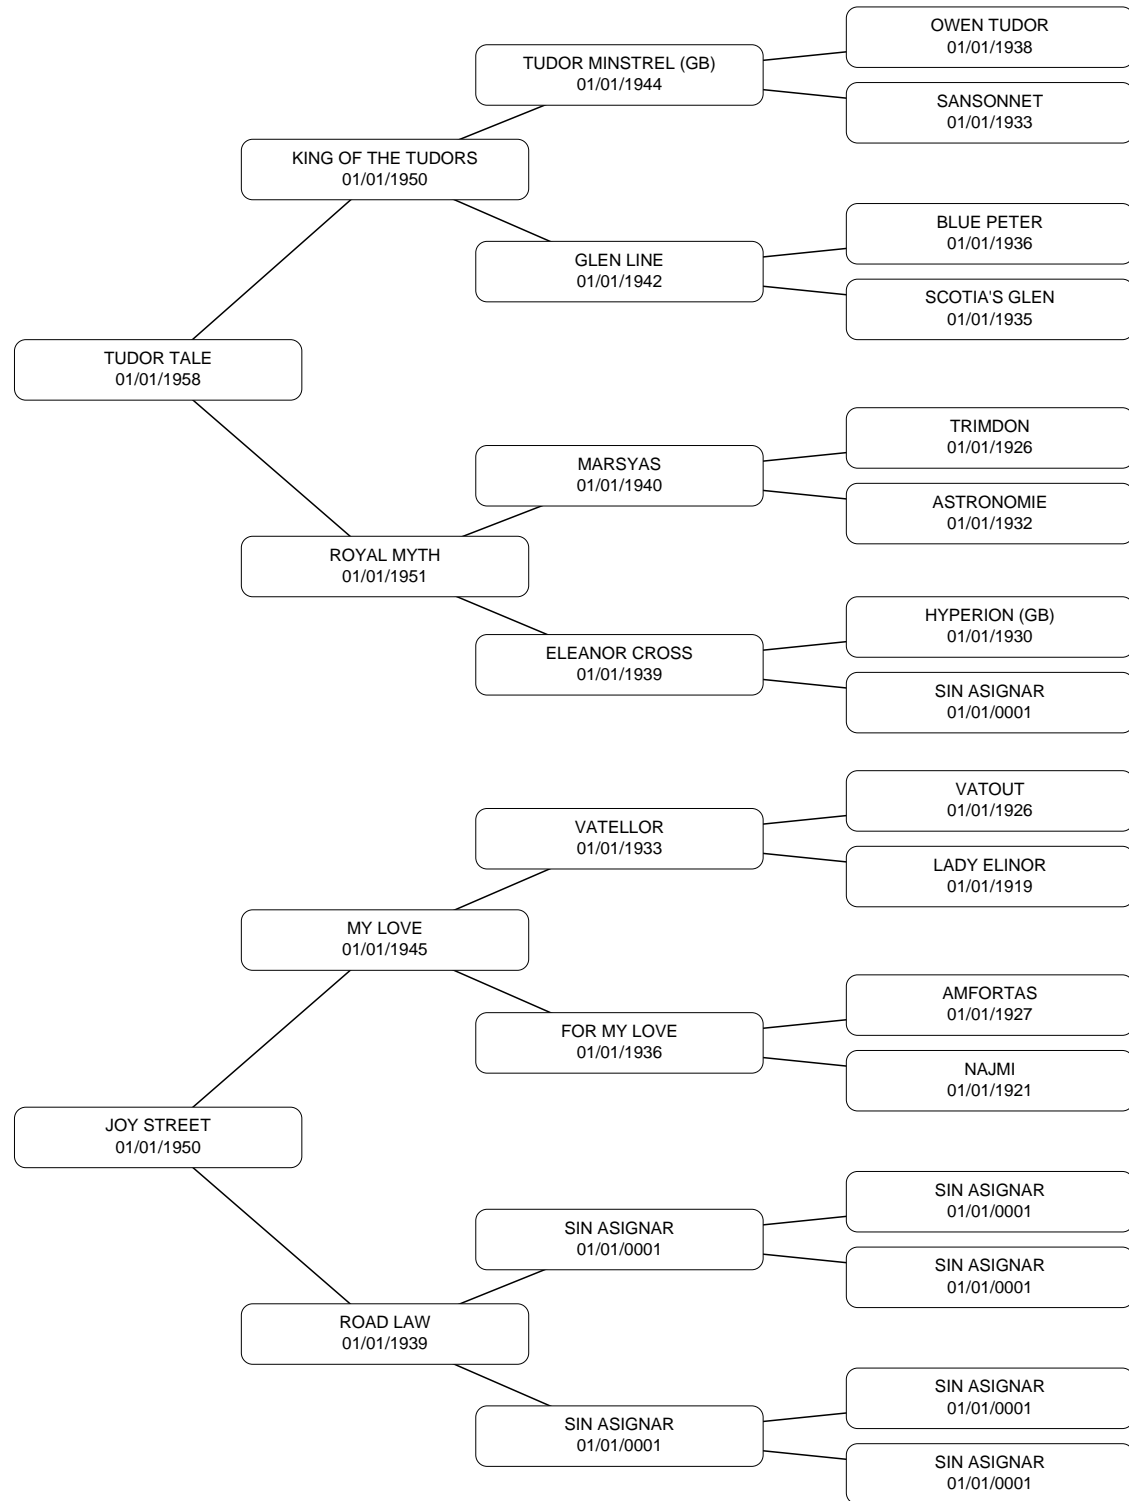 OWEN TUDOR
01/01/1938
TUDOR MINSTREL (GB)
01/01/1944
SANSONNET
01/01/1933
KING OF THE TUDORS
01/01/1950
BLUE PETER
01/01/1936
GLEN LINE
01/01/1942
SCOTIA'S GLEN
01/01/1935
TUDOR TALE
01/01/1958
TRIMDON
01/01/1926
MARSYAS
01/01/1940
ASTRONOMIE
01/01/1932
ROYAL MYTH
01/01/1951
HYPERION (GB)
01/01/1930
ELEANOR CROSS
01/01/1939
SIN ASIGNAR
01/01/0001
VATOUT
01/01/1926
VATELLOR
01/01/1933
LADY ELINOR
01/01/1919
MY LOVE
01/01/1945
AMFORTAS
01/01/1927
FOR MY LOVE
01/01/1936
NAJMI
01/01/1921
JOY STREET
01/01/1950
SIN ASIGNAR
01/01/0001
SIN ASIGNAR
01/01/0001
SIN ASIGNAR
01/01/0001
ROAD LAW
01/01/1939
SIN ASIGNAR
01/01/0001
SIN ASIGNAR
01/01/0001
SIN ASIGNAR
01/01/0001